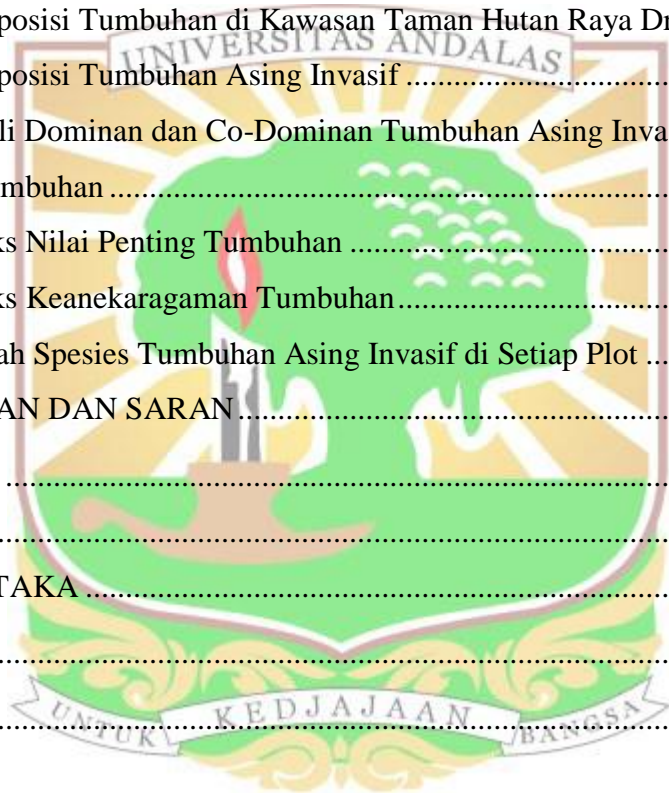 posisi Tumbuhan di Kawasan Taman Hutan Raya
UNIVERSITAS ANDALAS
posisi Tumbuhan Asing Invasif ........................................
li Dominan dan Co-Dominan Tumbuhan Asing Inva
umbuhan ........................................
ks Nilai Penting Tumbuhan ........................................
ks Keanekaragaman Tumbuhan ........................................
ah Spesies Tumbuhan Asing Invasif di Setiap Plot ....
AN DAN SARAN ........................................
TAKA ........................................
UNTUK KEDJAJAAN BANGSA